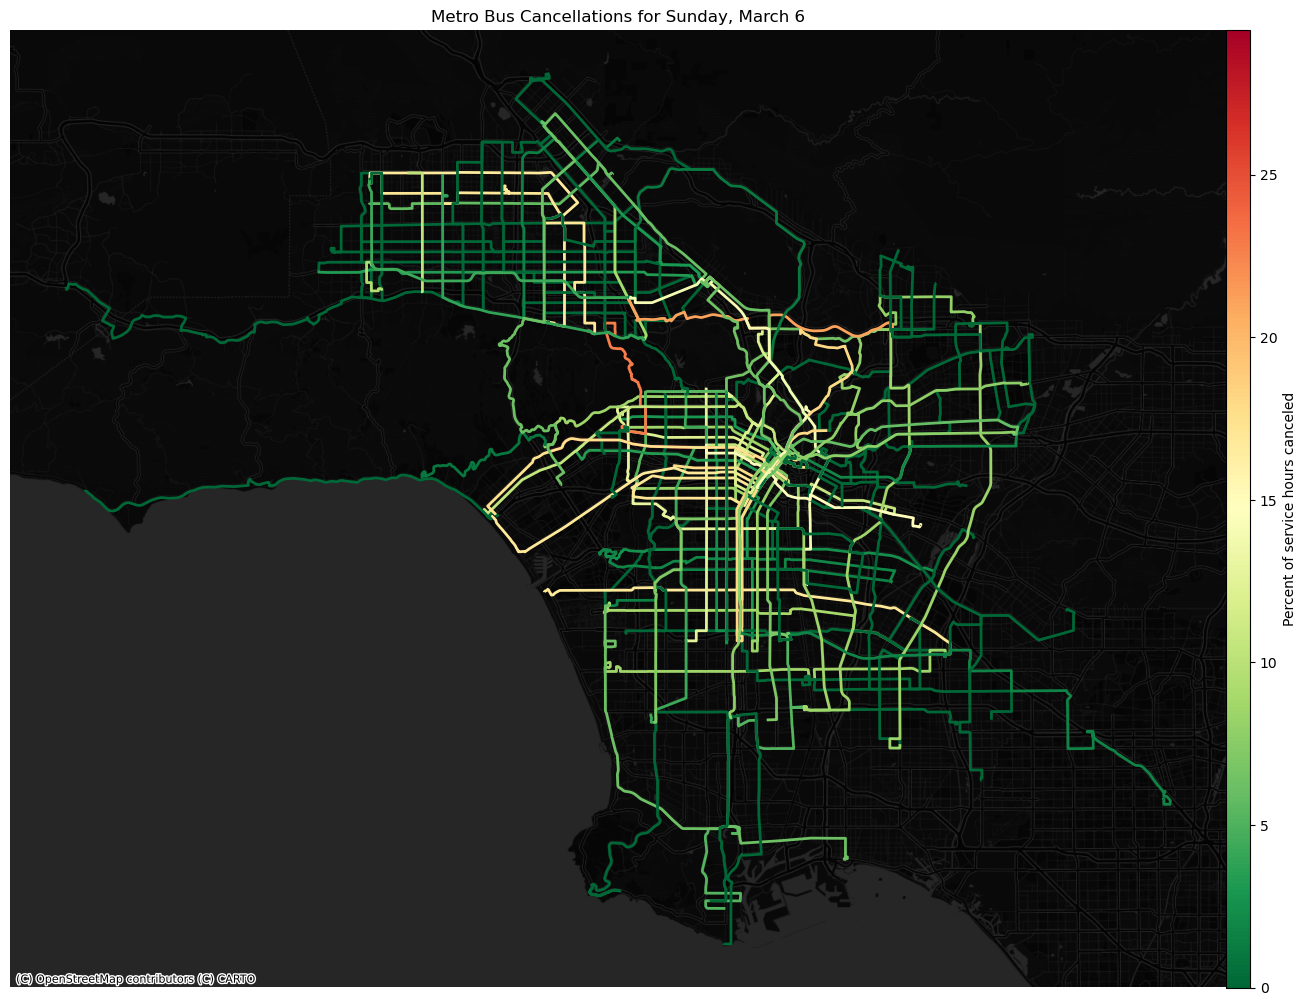 Metro Bus Cancellations for Sunday, March 6
25
20
15
10
5
0
Percent of service hours canceled
(C) OpenStreetMap contributors (C) CARTO